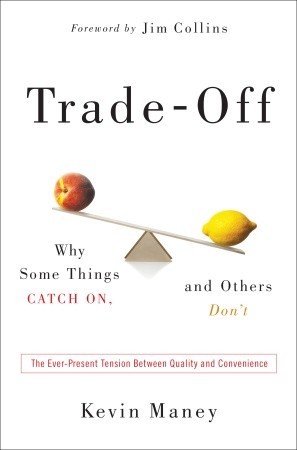 Foreword by Jim Collins
Trade-Off
Why
Some Things
CATCH ON,
and Others
Don't
The Ever-Present Tension Between Quality and Convenience
Kevin Maney